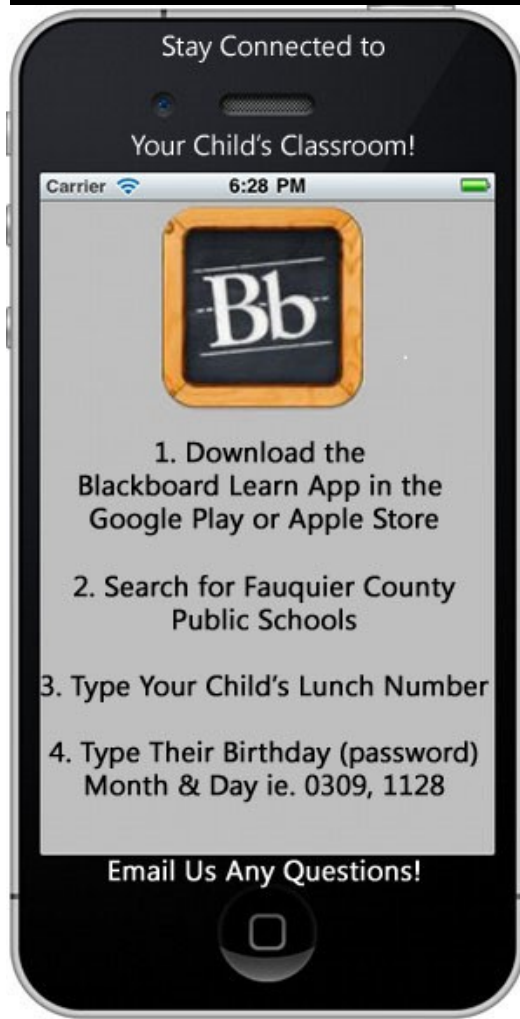 Stay Connected to
Your Child's Classroom!
Carrier 6:28 PM
Bb
1. Download the
Blackboard Learn App in the
Google Play or Apple Store
2. Search for Fauquier County
Public Schools
3. Type Your Child's Lunch Number
4. Type Their Birthday (password)
Month & Day ie. 0309, 1128
Email Us Any Questions!